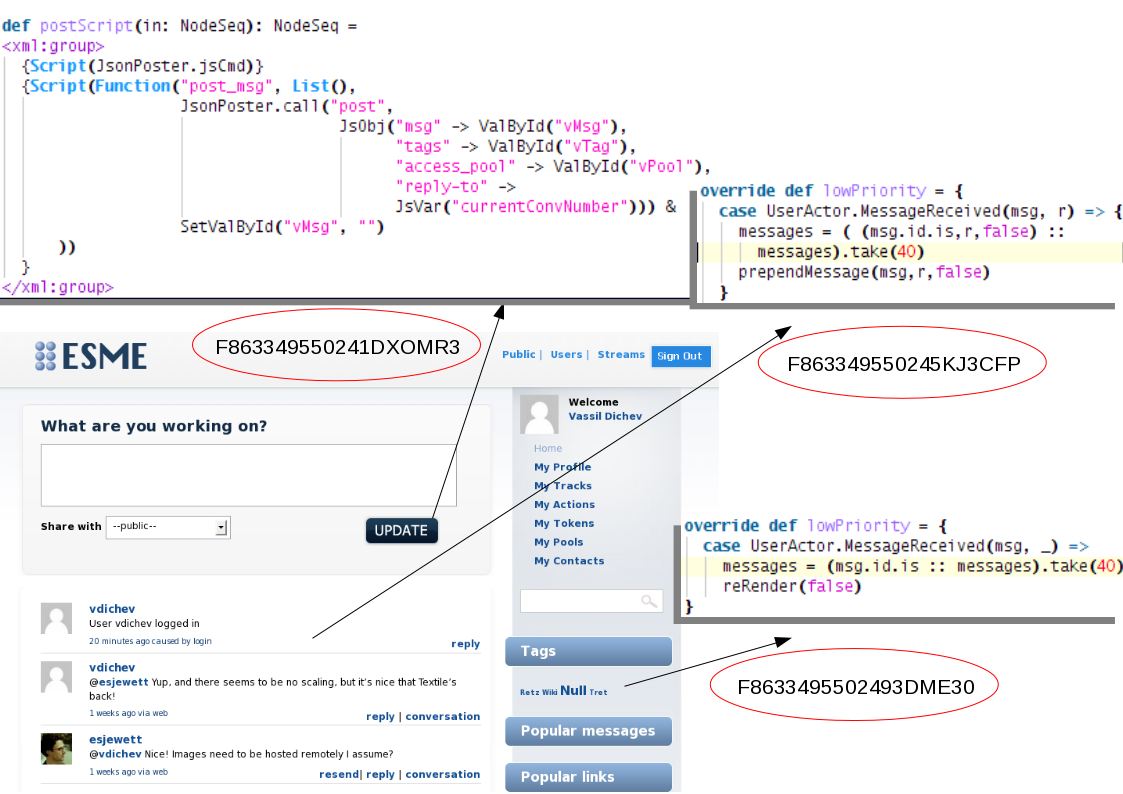 def postScript(in: NodeSeq): NodeSeq =
<xml:group>
{Script(JsonPoster.jsCmd)}
{Script(Function("post_msg", List(),
JsonPoster.call("post",
JsObj("msg" -> ValById("vMsg"),
"tags" -> ValById("vTag"),
"access_pool" -> ValById("vPool"),
"reply-to" ->
JsVar("currentConvNumber"))) &
SetValById("vMsg", "")
))
}
</xml:group>
override def lowPriority = {
case UserActor.MessageReceived(msg, r) => {
messages = ( (msg.id.is,r,false) ::
messages).take(40)
prependMessage(msg,r,false)
}
ESME
F863349550241DXOMR3
Public | Users | Streams Sign Out
F863349550245KJ3CFP
What are you working on?
Share with --public--
UPDATE
Welcome
Vassil Dichev
Home
My Profile
My Tracks
My Actions
My Tokens
My Pools
My Contacts
override def lowPriority = {
case UserActor.MessageReceived(msg, _) =>
messages = (msg.id.is :: messages).take(40)
reRender(false)
}
vdichev
User vdichev logged in
20 minutes ago caused by login
reply
vdichev
@esjewett Yup, and there seems to be no scaling, but it's nice that Textile's
back!
1 weeks ago via web
reply | conversation
esjewett
@vdichev Nice! Images need to be hosted remotely I assume?
1 weeks ago via web
resend| reply | conversation
Tags
Retz Wiki Null Tret
Popular messages
Popular links
F8633495502493DME30